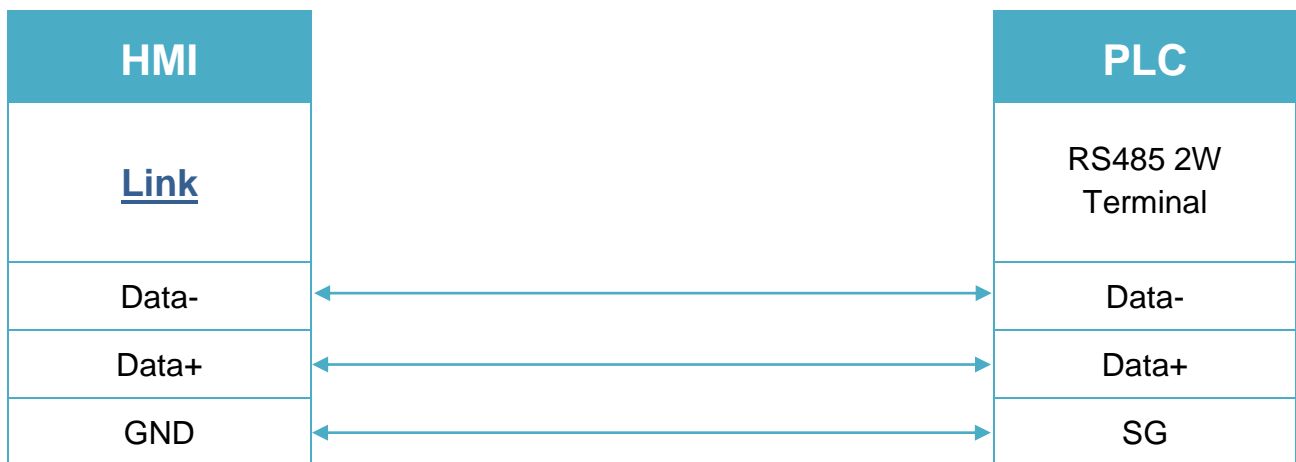 HMI
PLC
Link
RS485 2W
Terminal
Data-
Data-
Data+
Data+
GND
SG